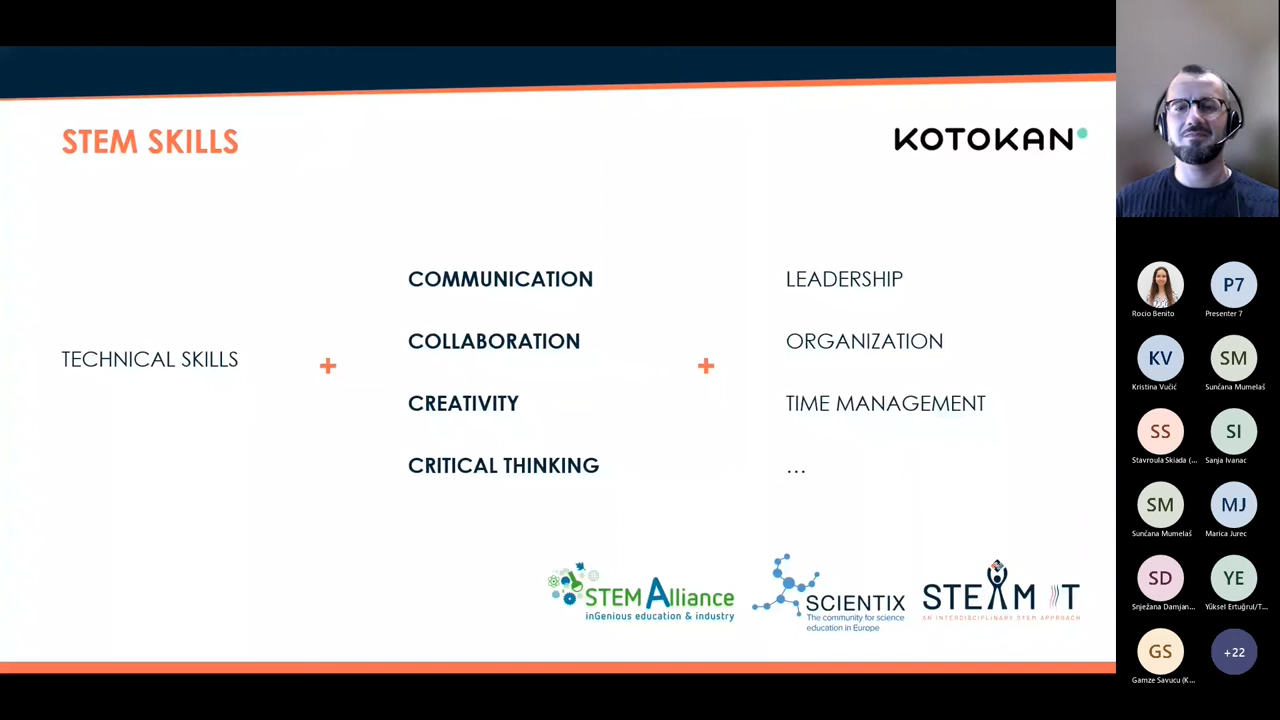 STEM SKILLS
KOTOKAN
TECHNICAL SKILLS
+
COMMUNICATION
COLLABORATION
CREATIVITY
CRITICAL THINKING
+
LEADERSHIP
ORGANIZATION
TIME MANAGEMENT
...
STEM Alliance
inGenious education & industry
SCIENTIX
The community for science
education in Europe
STEAM IT
AN INTERDISCIPLINARY STEM APPROACH
Rocio Benito
P7
Presenter 7
KV
Kristina Vučić
SM
Sunčana Mumelaš
SS
Stavroula Skiada (...
SI
Sanja Ivanac
SM
Sunčana Mumelaš
MJ
Marica Jurec
SD
Snježana Damjan...
YE
Yüksel Ertuğrul/T...
GS
Gamze Savucu (K...
+22